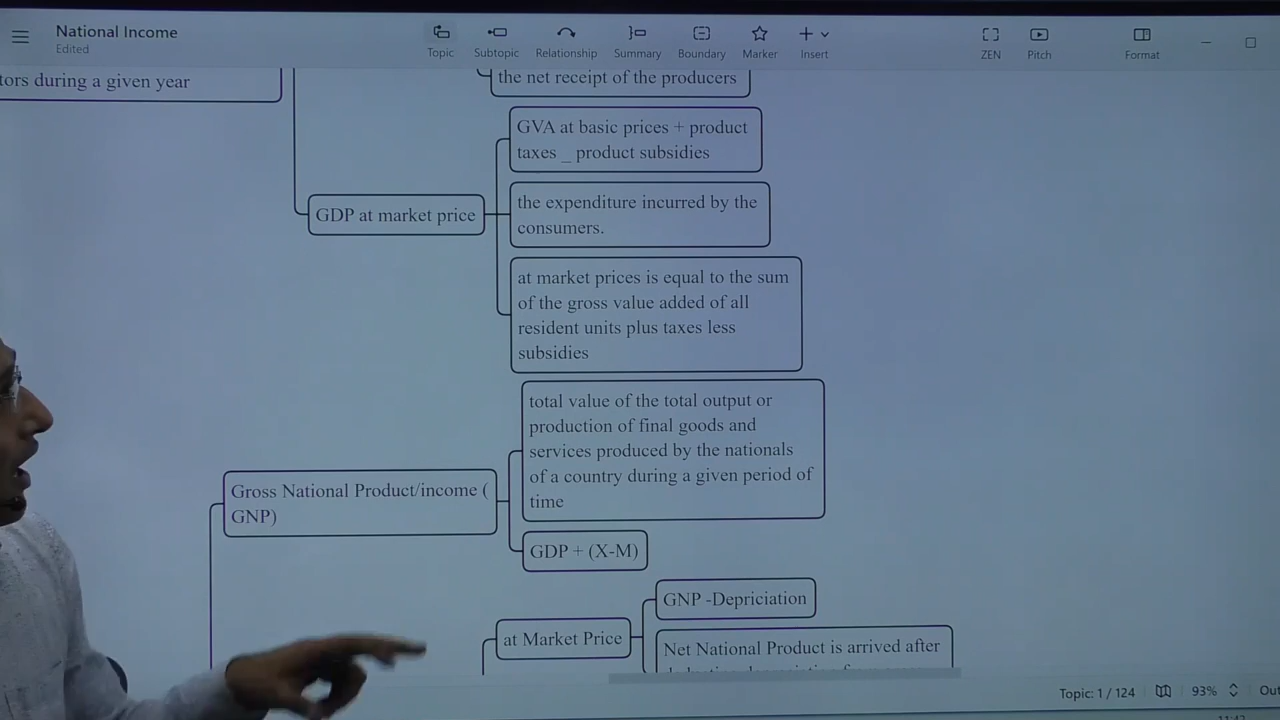 National Income
Edited
Topic
Subtopic
Relationship
Summary
Boundary
Marker
Insert
ZEN
Pitch
Format
tors during a given year
the net receipt of the producers
GVA at basic prices + product
taxes _ product subsidies
GDP at market price
the expenditure incurred by the
consumers.
at market prices is equal to the sum
of the gross value added of all
resident units plus taxes less
subsidies
total value of the total output or
production of final goods and
services produced by the nationals
of a country during a given period of
time
Gross National Product/income (
GNP)
GDP + (X-M)
GNP -Depriciation
at Market Price
Net National Product is arrived after
Topic: 1 / 124
93%
Out